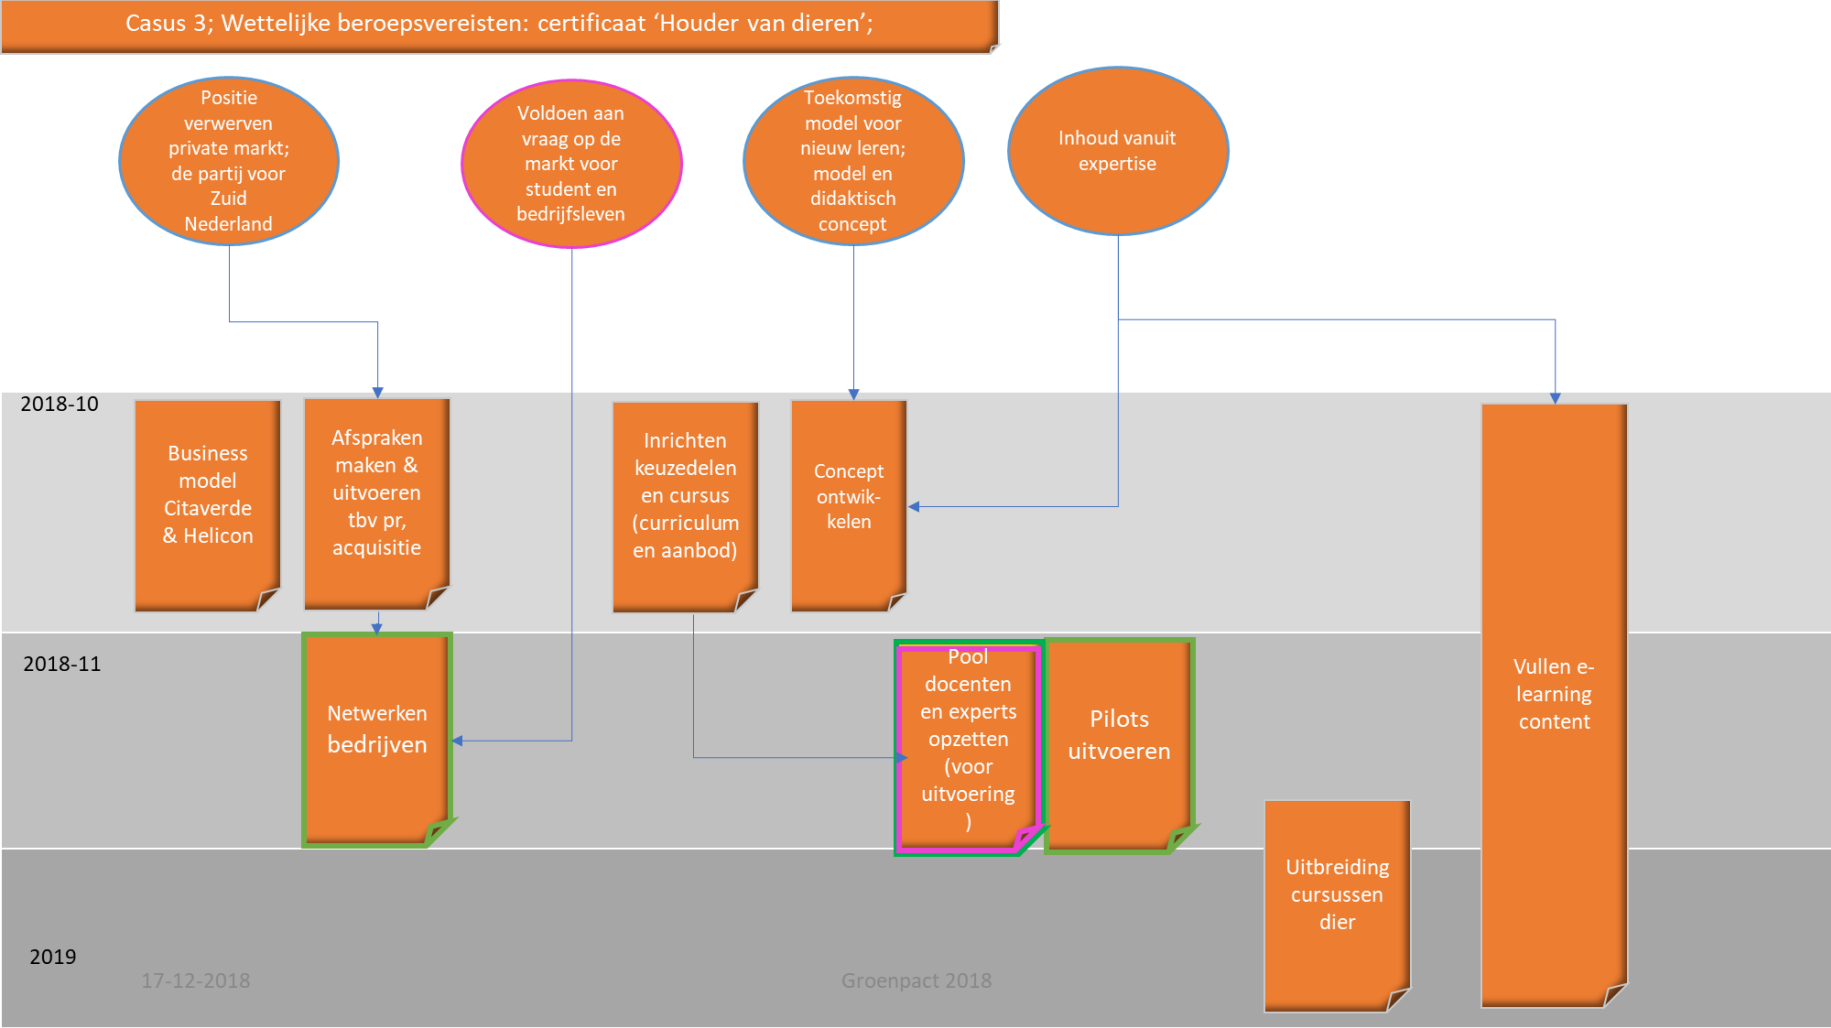 Casus 3; Wettelijke beroepsvereisten: certificaat ‘Houder van dieren’;
Positie
verwerven
private markt;
de partij voor
Zuid
Nederland
Voldoen aan
vraag op de
markt voor
student en
bedrijfsleven
Toekomstig
model voor
nieuw leren;
model en
didaktisch
concept
Inhoud vanuit
expertise
2018-10
Business
model
Citaverde
& Helicon
Afspraken
maken &
uitvoeren
tbv pr,
acquisitie
Inrichten
keuzedelen
en cursus
(curriculum
en aanbod)
Concept
ontwik-
kelen
2018-11
Netwerken
bedrijven
Pool
docenten
en experts
opzetten
(voor
uitvoering
)
Pilots
uitvoeren
Vullen e-
learning
content
Uitbreiding
cursussen
dier
2019
17-12-2018
Groenpact 2018